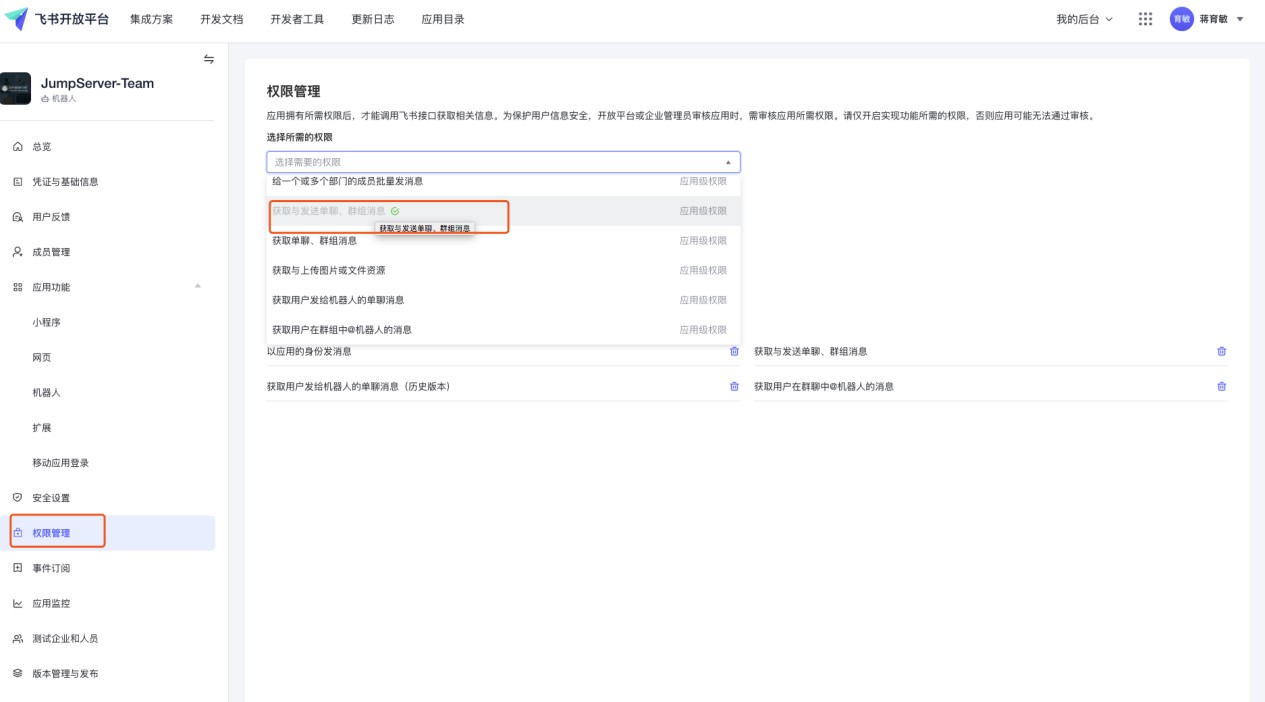 飞书开放平台 集成方案 开发文档 开发者工具 更新日志 应用目录 我的后台 育敏 蒋育敏
JumpServer-Team
机器人
总览
凭证与基础信息
用户反馈
成员管理
应用功能
小程序
网页
机器人
扩展
移动应用登录
安全设置
权限管理
事件订阅
应用监控
测试企业和人员
版本管理与发布
权限管理
应用拥有所需权限后，才能调用飞书接口获取相关信息。为保护用户信息安全，开放平台或企业管理员审核应用时，需审核应用所需权限。请仅开启实现功能所需的权限，否则应用可能无法通过审核。
选择所需的权限
选择需要的权限
给一个或多个部门的成员批量发消息 应用级权限
获取与发送单聊、群组消息 应用级权限
获取与发送单聊、群组消息
获取单聊、群组消息 应用级权限
获取与上传图片或文件资源 应用级权限
获取用户发给机器人的单聊消息 应用级权限
获取用户在群组中@机器人的消息 应用级权限
以应用的身份发消息 获取与发送单聊、群组消息
获取用户发给机器人的单聊消息（历史版本） 获取用户在群聊中@机器人的消息